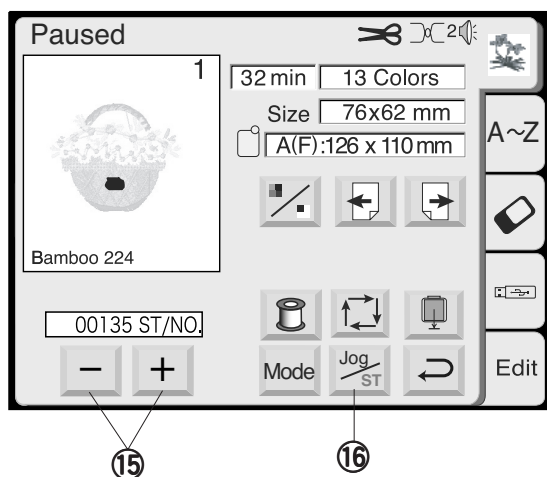 Paused
2
1
32 min
13 Colors
Size
76x62 mm
A(F):126 x 110 mm
A~Z
Bamboo 224
00135 ST/NO.
− +
Mode
Jog/ST
Edit
⑮
⑯